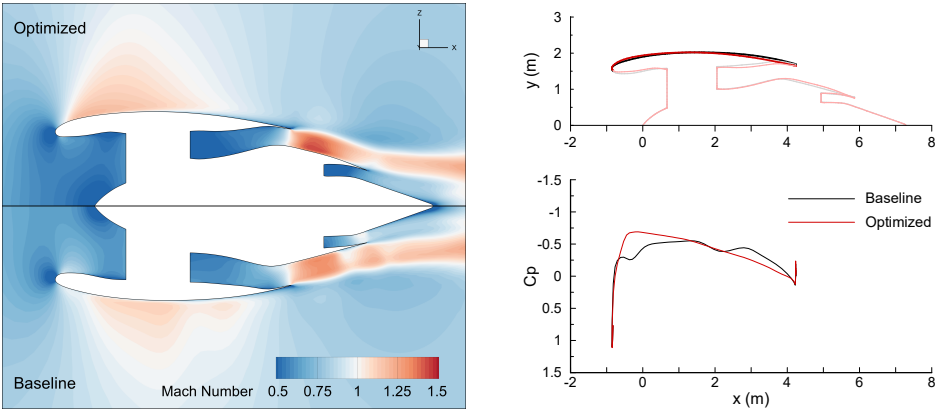 Optimized
z
x
Baseline
Mach Number
0.5 0.75 1 1.25 1.5
y (m)
3
2
1
0
-2 0 2 4 6 8
Cp
-1.5
-1
-0.5
0
0.5
1
1.5
Baseline
Optimized
-2 0 2 4 6 8
x (m)